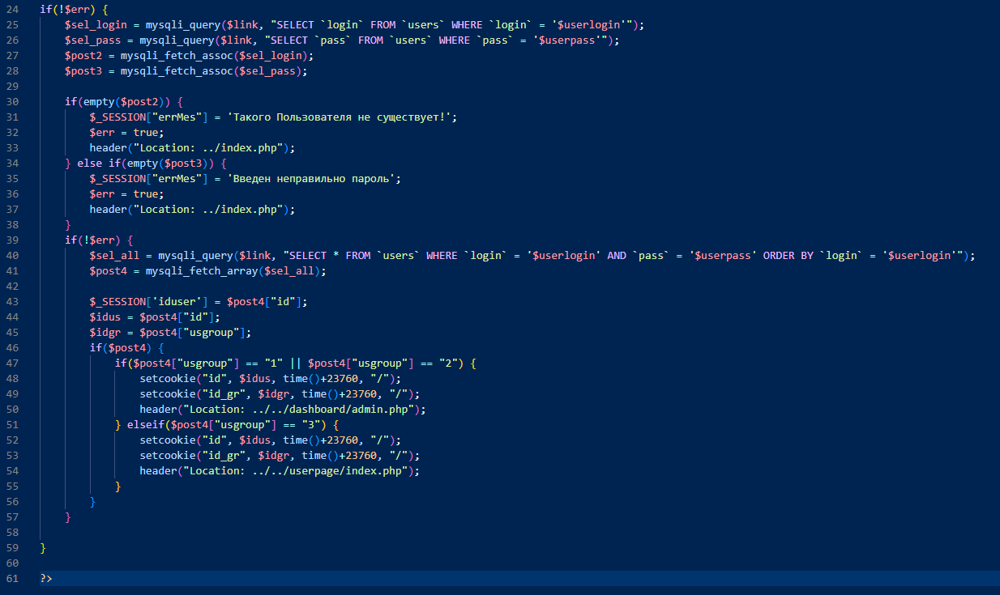 24 if(!$err) {
25 $sel_login = mysqli_query($link, "SELECT `login` FROM `users` WHERE `login` = '$userlogin'");
26 $sel_pass = mysqli_query($link, "SELECT `pass` FROM `users` WHERE `pass` = '$userpass'");
27 $post2 = mysqli_fetch_assoc($sel_login);
28 $post3 = mysqli_fetch_assoc($sel_pass);
29
30 if(empty($post2)) {
31 $_SESSION["errMes"] = 'Такого Пользователя не существует!';
32 $err = true;
33 header("Location: ../index.php");
34 } else if(empty($post3)) {
35 $_SESSION["errMes"] = 'Введен неправильно пароль';
36 $err = true;
37 header("Location: ../index.php");
38 }
39 if(!$err) {
40 $sel_all = mysqli_query($link, "SELECT * FROM `users` WHERE `login` = '$userlogin' AND `pass` = '$userpass' ORDER BY `login` = '$userlogin'");
41 $post4 = mysqli_fetch_array($sel_all);
42
43 $_SESSION['iduser'] = $post4["id"];
44 $idus = $post4["id"];
45 $idgr = $post4["usgroup"];
46 if($post4) {
47 if($post4["usgroup"] == "1" || $post4["usgroup"] == "2") {
48 setcookie("id", $idus, time()+23760, "/");
49 setcookie("id_gr", $idgr, time()+23760, "/");
50 header("Location: ../../dashboard/admin.php");
51 } elseif($post4["usgroup"] == "3") {
52 setcookie("id", $idus, time()+23760, "/");
53 setcookie("id_gr", $idgr, time()+23760, "/");
54 header("Location: ../../userpage/index.php");
55 }
56 }
57 }
58
59 }
60
61 ?>